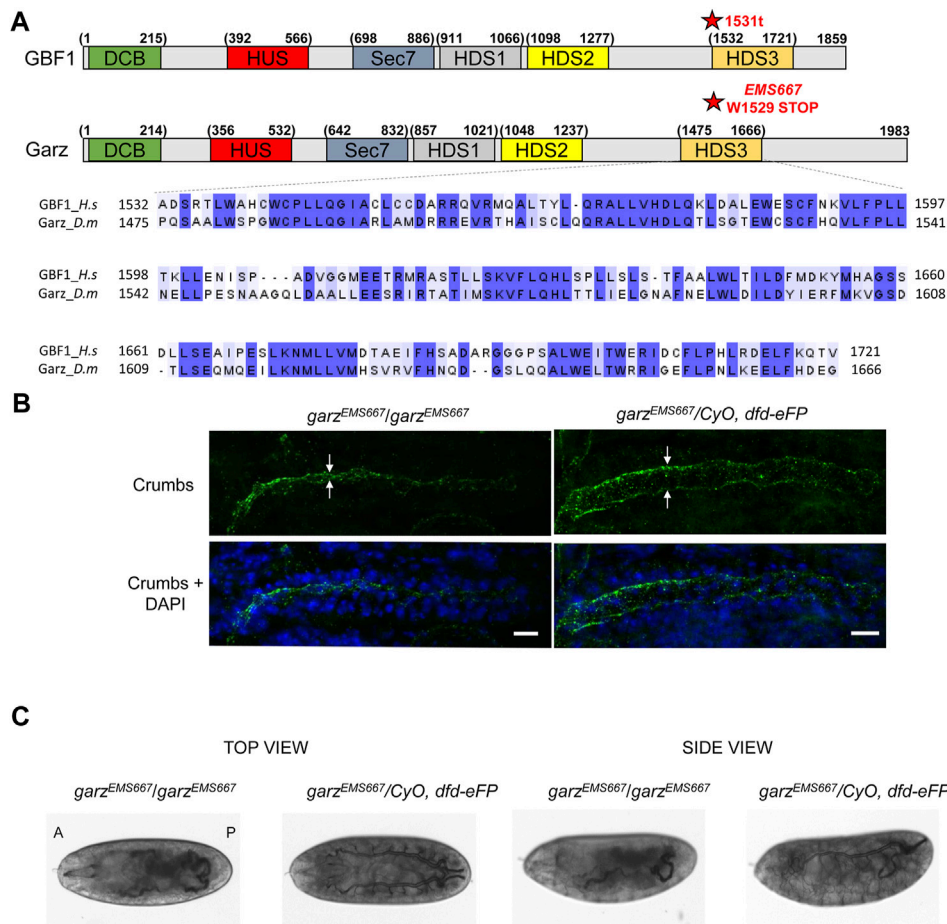 A
1531t
(1 215) (392 566) (698 886) (911 1066) (1098 1277) (1532 1721) 1859
GBF1 DCB HUS Sec7 HDS1 HDS2 HDS3
EMS667
W1529 STOP
(1 214) (356 532) (642 832) (857 1021) (1048 1237) (1475 1666) 1983
Garz DCB HUS Sec7 HDS1 HDS2 HDS3
GBF1_H.s 1532 ADSRTLWAHCWCPLLQGIACLCCDARRQVRMQALTYL-QRALLVHDLQKLDALEWESCFNKVLFPLL 1597
Garz_D.m 1475 PQSAALWSPGWCPLLQGIARLAMDRRREVRTHAISCLQQRALLVHDLQTLSGTEWCSCFHQVLFPLL 1541
GBF1_H.s 1598 TKLLENISP---ADVGGMEETRMRASTLLSKVFLQHLSPLLSLS-TFAALWLTILDFMDKYMHAGSS 1660
Garz_D.m 1542 NELLPESNAAGQLDAALLEESRIRTATIMSKVFLQHLTTLIELGNAFNELWLDILDYIERFMKVGSD 1608
GBF1_H.s 1661 DLLSEAIPESLKNMLLVMDTAEIFHSADARGGGPSALWEITWERIDCFLPHLRDELFKQTV 1721
Garz_D.m 1609 -TLSEQMQEILKNMLLVMHSVRVFHNQD--GSLQQALWELTWRRIGEFLPNLKEELFHDEG 1666
B
garzEMS667/garzEMS667 garzEMS667/CyO, dfd-eFP
Crumbs
Crumbs +
DAPI
C
TOP VIEW SIDE VIEW
garzEMS667/garzEMS667 garzEMS667/CyO, dfd-eFP garzEMS667/garzEMS667 garzEMS667/CyO, dfd-eFP
A P